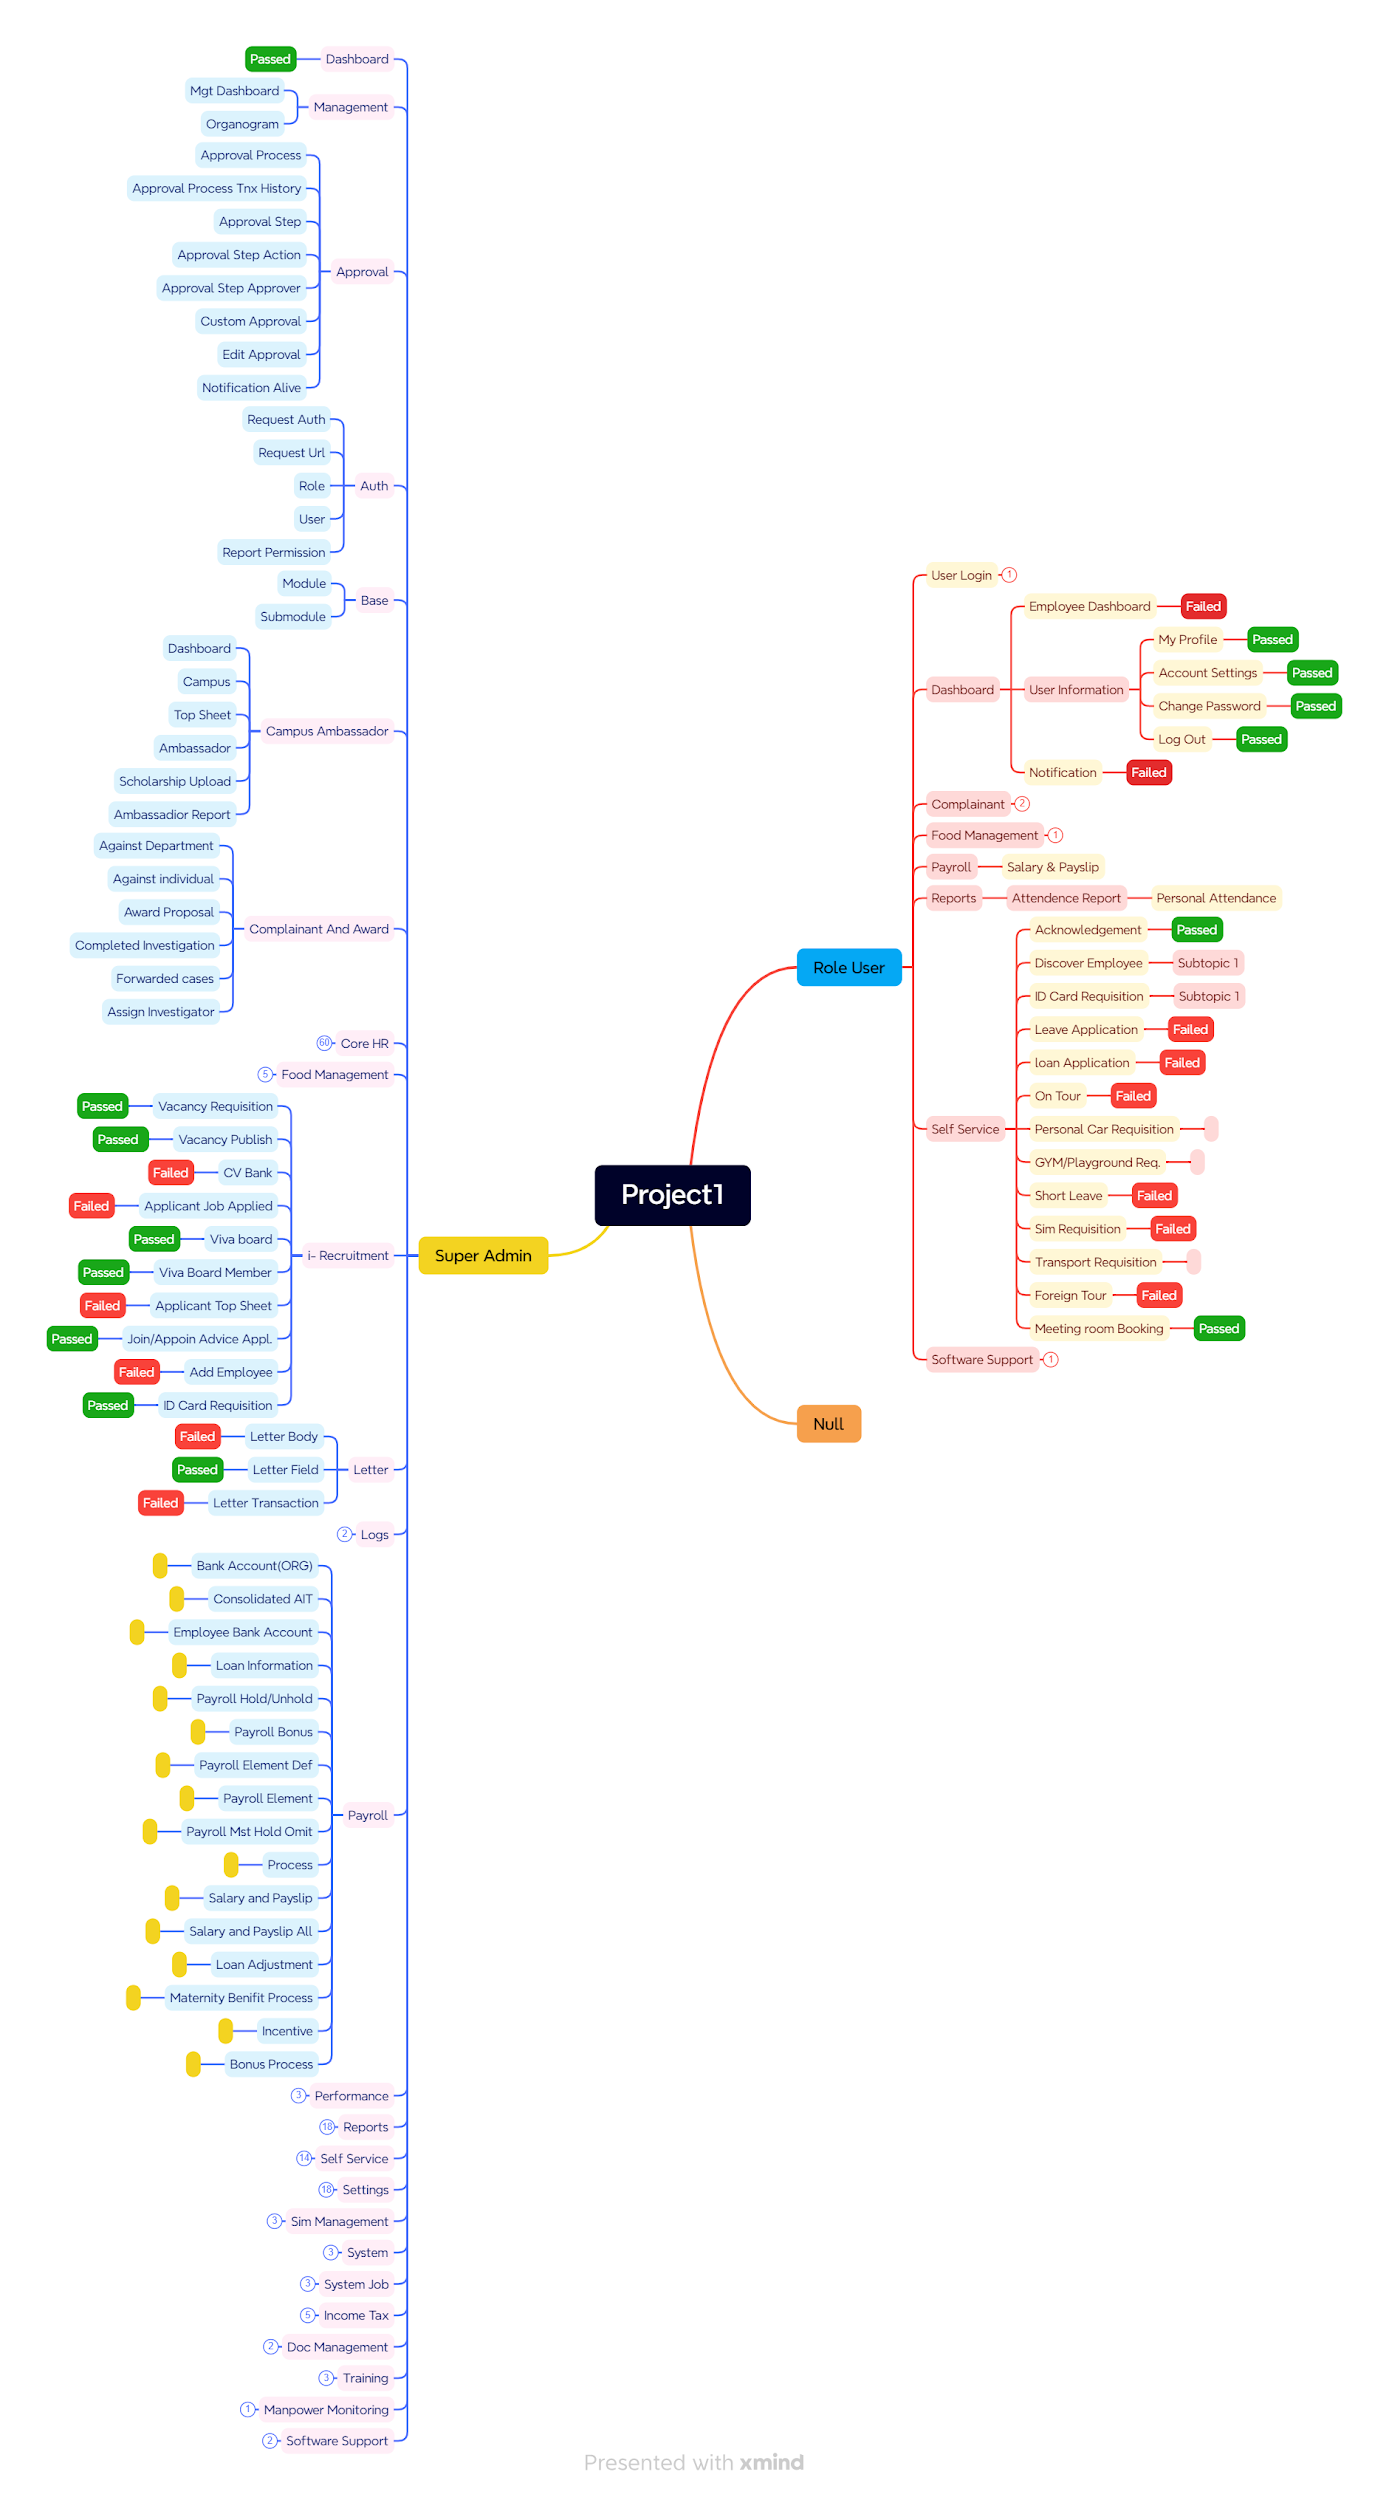 Project1
Super Admin
Passed Dashboard
Management
Mgt Dashboard
Organogram
Approval
Approval Process
Approval Process Tnx History
Approval Step
Approval Step Action
Approval Step Approver
Custom Approval
Edit Approval
Notification Alive
Auth
Request Auth
Request Url
Role
User
Report Permission
Base
Module
Submodule
Campus Ambassador
Dashboard
Campus
Top Sheet
Ambassador
Scholarship Upload
Ambassadior Report
Complainant And Award
Against Department
Against individual
Award Proposal
Completed Investigation
Forwarded cases
Assign Investigator
60 Core HR
5 Food Management
i- Recruitment
Passed Vacancy Requisition
Passed Vacancy Publish
Failed CV Bank
Failed Applicant Job Applied
Passed Viva board
Passed Viva Board Member
Failed Applicant Top Sheet
Passed Join/Appoin Advice Appl.
Failed Add Employee
Passed ID Card Requisition
Letter
Failed Letter Body
Passed Letter Field
Failed Letter Transaction
2 Logs
Payroll
Bank Account(ORG)
Consolidated AIT
Employee Bank Account
Loan Information
Payroll Hold/Unhold
Payroll Bonus
Payroll Element Def
Payroll Element
Payroll Mst Hold Omit
Process
Salary and Payslip
Salary and Payslip All
Loan Adjustment
Maternity Benifit Process
Incentive
Bonus Process
3 Performance
18 Reports
14 Self Service
18 Settings
3 Sim Management
3 System
3 System Job
5 Income Tax
2 Doc Management
3 Training
1 Manpower Monitoring
2 Software Support
Role User
User Login 1
Dashboard
Employee Dashboard Failed
User Information
My Profile Passed
Account Settings Passed
Change Password Passed
Log Out Passed
Notification Failed
Complainant 2
Food Management 1
Payroll Salary & Payslip
Reports Attendence Report Personal Attendance
Self Service
Acknowledgement Passed
Discover Employee Subtopic 1
ID Card Requisition Subtopic 1
Leave Application Failed
loan Application Failed
On Tour Failed
Personal Car Requisition
GYM/Playground Req.
Short Leave Failed
Sim Requisition Failed
Transport Requisition
Foreign Tour Failed
Meeting room Booking Passed
Software Support 1
Null
Presented with xmind